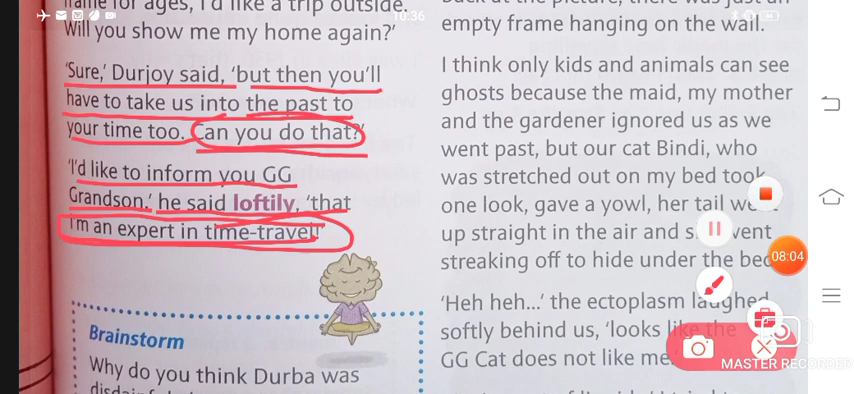 10:36
frame for ages, I'd like a trip outside.
Will you show me my home again?'
'Sure,' Durjoy said, 'but then you'll
have to take us into the past to
your time too. Can you do that?'
'I'd like to inform you GG
Grandson,' he said loftily, 'that
I'm an expert in time-travel!'
Brainstorm
Why do you think Durba was
back at the picture, there was just an
empty frame hanging on the wall.
I think only kids and animals can see
ghosts because the maid, my mother
and the gardener ignored us as we
went past, but our cat Bindi, who
was stretched out on my bed took
one look, gave a yowl, her tail
up straight in the air and
streaking off to hide under the bed
'Heh heh...' the ectoplasm laughed
softly behind us, 'looks like the
GG Cat does not like me.'
08:04
MASTER RECORDER